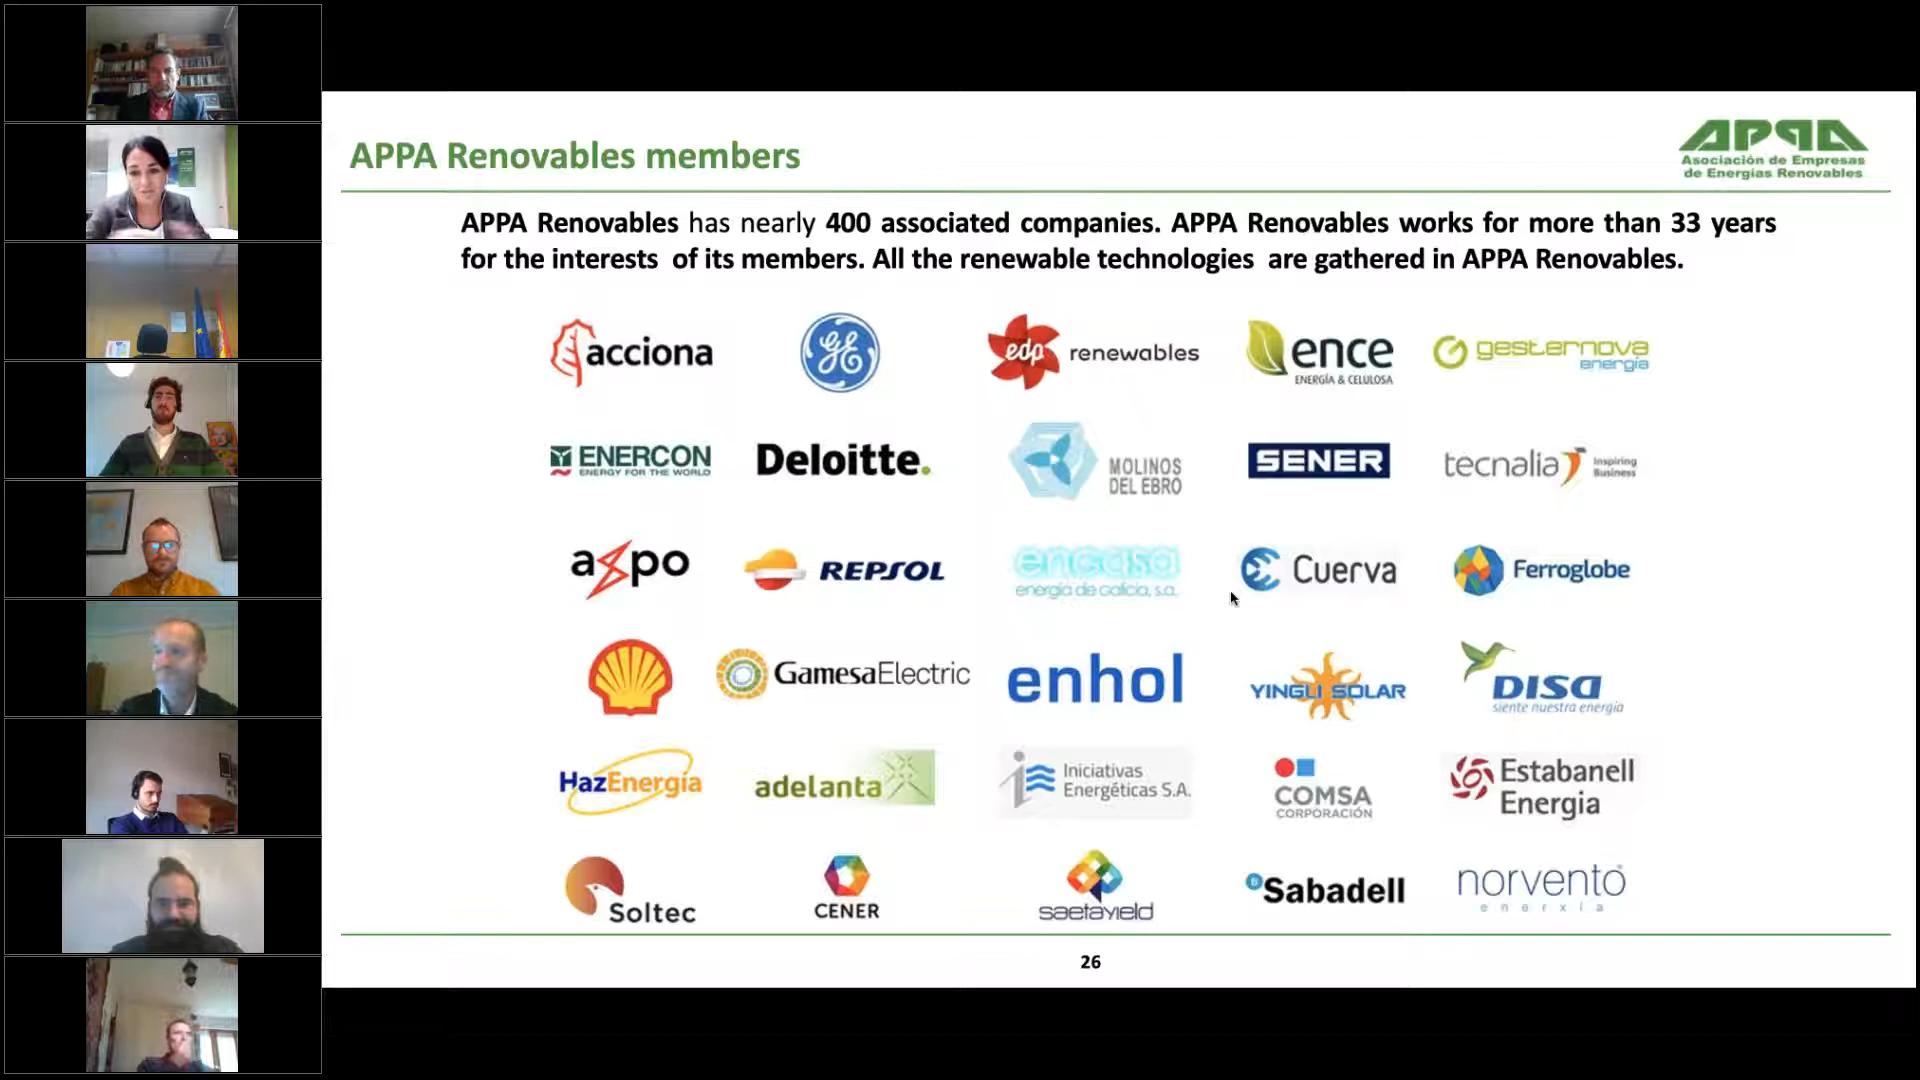 APPA Renovables members
APPA
Asociación de Empresas
de Energías Renovables
APPA Renovables has nearly 400 associated companies. APPA Renovables works for more than 33 years
for the interests of its members. All the renewable technologies are gathered in APPA Renovables.
acciona
GE
edp renewables
ence
ENERGÍA & CELULOSA
gesternova
energía
ENERCON
ENERGY FOR THE WORLD
Deloitte.
MOLINOS
DEL EBRO
SENER
tecnalia Inspiring
Business
axpo
REPSOL
engasa
energía de galicia, s.a.
Cuerva
Ferroglobe
GamesaElectric
enhol
YINGLI SOLAR
DISA
siente nuestra energía
HazEnergía
adelanta
Iniciativas
Energéticas S.A.
COMSA
CORPORACIÓN
Estabanell
Energia
Soltec
CENER
saetayield
B Sabadell
norvento
enerxía
26